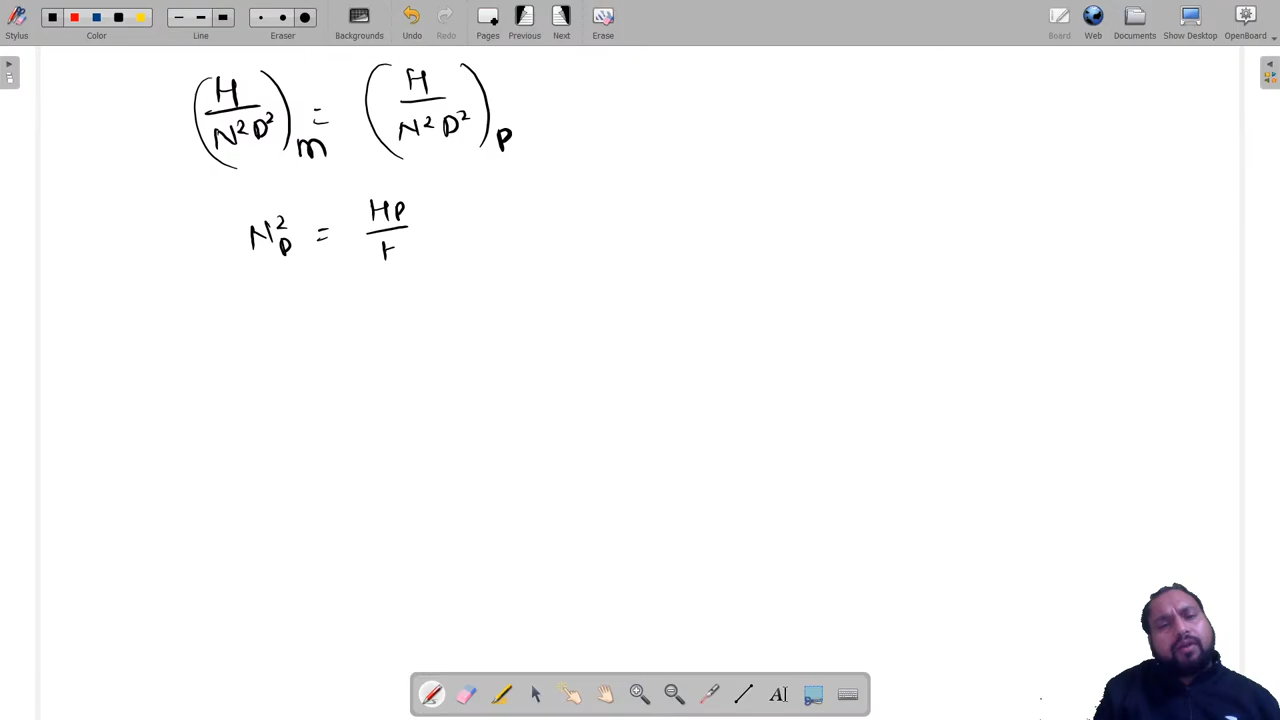 Stylus Color Line Eraser Backgrounds Undo Redo Pages Previous Next Erase Board Web Documents Show Desktop OpenBoard
(H/N²D²)m = (H/N²D²)p
N²p = Hp/
AI